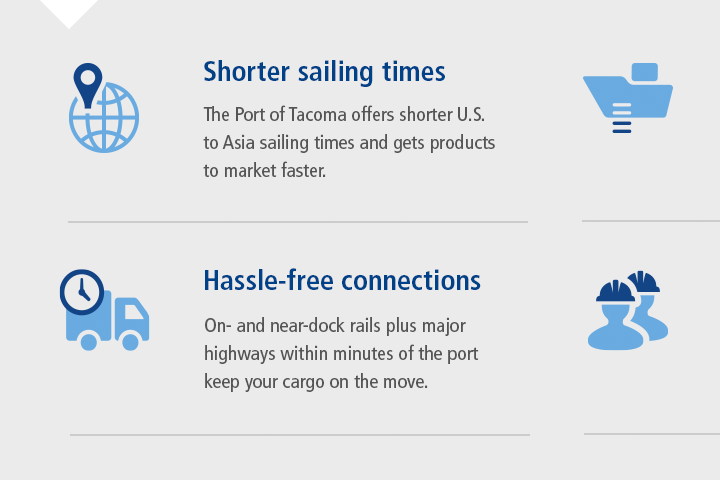 Shorter sailing times
The Port of Tacoma offers shorter U.S.
to Asia sailing times and gets products
to market faster.
Hassle-free connections
On- and near-dock rails plus major
highways within minutes of the port
keep your cargo on the move.